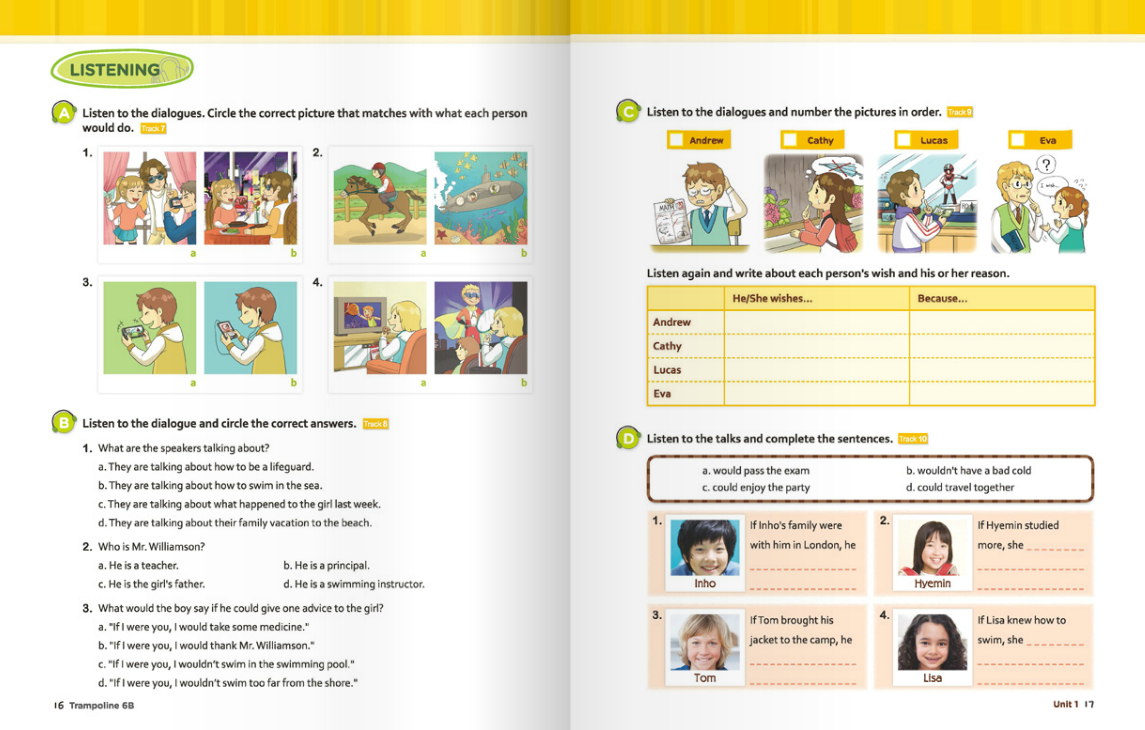 LISTENING
A
Listen to the dialogues. Circle the correct picture that matches with what each person
would do. Track 7
1.
a
b
2.
a
b
3.
a
b
4.
a
b
B
Listen to the dialogue and circle the correct answers. Track 8
1. What are the speakers talking about?
a. They are talking about how to be a lifeguard.
b. They are talking about how to swim in the sea.
c. They are talking about what happened to the girl last week.
d. They are talking about their family vacation to the beach.
2. Who is Mr. Williamson?
a. He is a teacher. b. He is a principal.
c. He is the girl's father. d. He is a swimming instructor.
3. What would the boy say if he could give one advice to the girl?
a. "If I were you, I would take some medicine."
b. "If I were you, I would thank Mr. Williamson."
c. "If I were you, I wouldn't swim in the swimming pool."
d. "If I were you, I wouldn't swim too far from the shore."
16 Trampoline 6B
C
Listen to the dialogues and number the pictures in order. Track 9
Andrew
Cathy
Lucas
Eva
MATH
?
I was...
Listen again and write about each person's wish and his or her reason.
He/She wishes... Because...
Andrew
Cathy
Lucas
Eva
D
Listen to the talks and complete the sentences. Track 10
a. would pass the exam b. wouldn't have a bad cold
c. could enjoy the party d. could travel together
1.
If Inho's family were
with him in London, he
Inho
2.
If Hyemin studied
more, she
Hyemin
3.
If Tom brought his
jacket to the camp, he
Tom
4.
If Lisa knew how to
swim, she
Lisa
Unit 1 17